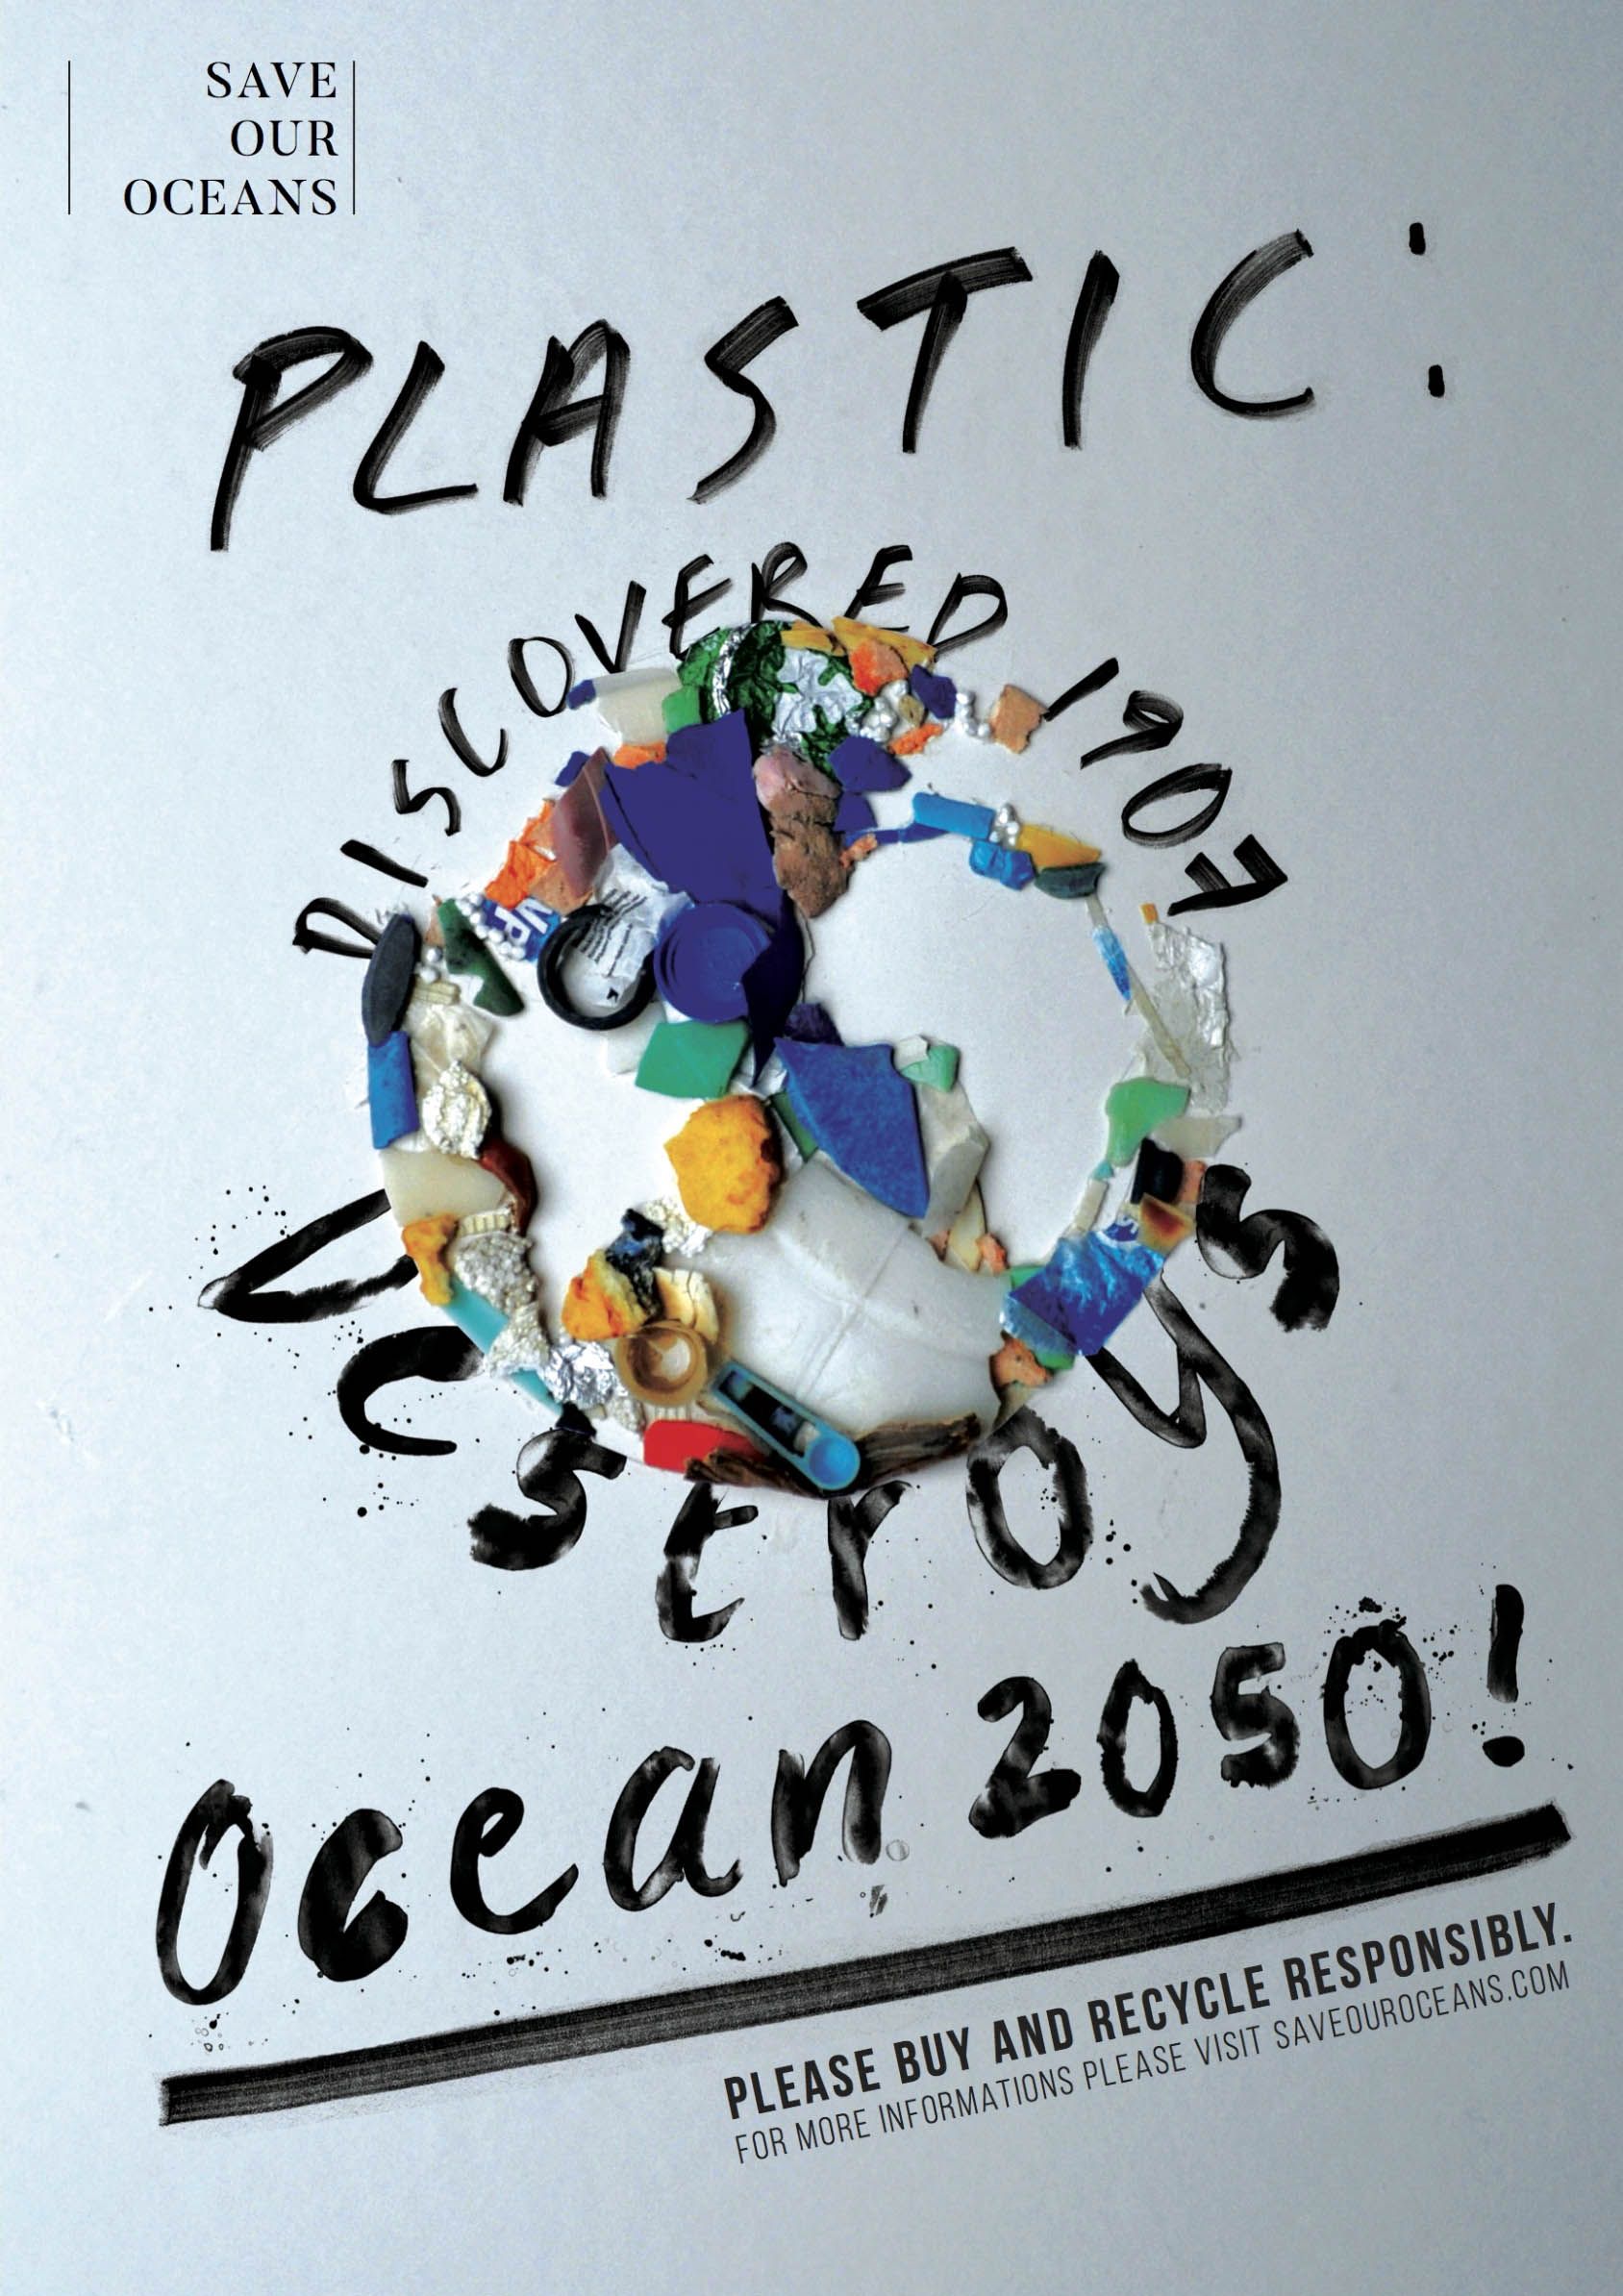 SAVE
OUR
OCEANS
PLASTIC:
DISCOVERED 1907
Destroys
Ocean 2050!
PLEASE BUY AND RECYCLE RESPONSIBLY.
FOR MORE INFORMATIONS PLEASE VISIT SAVEOUROCEANS.COM